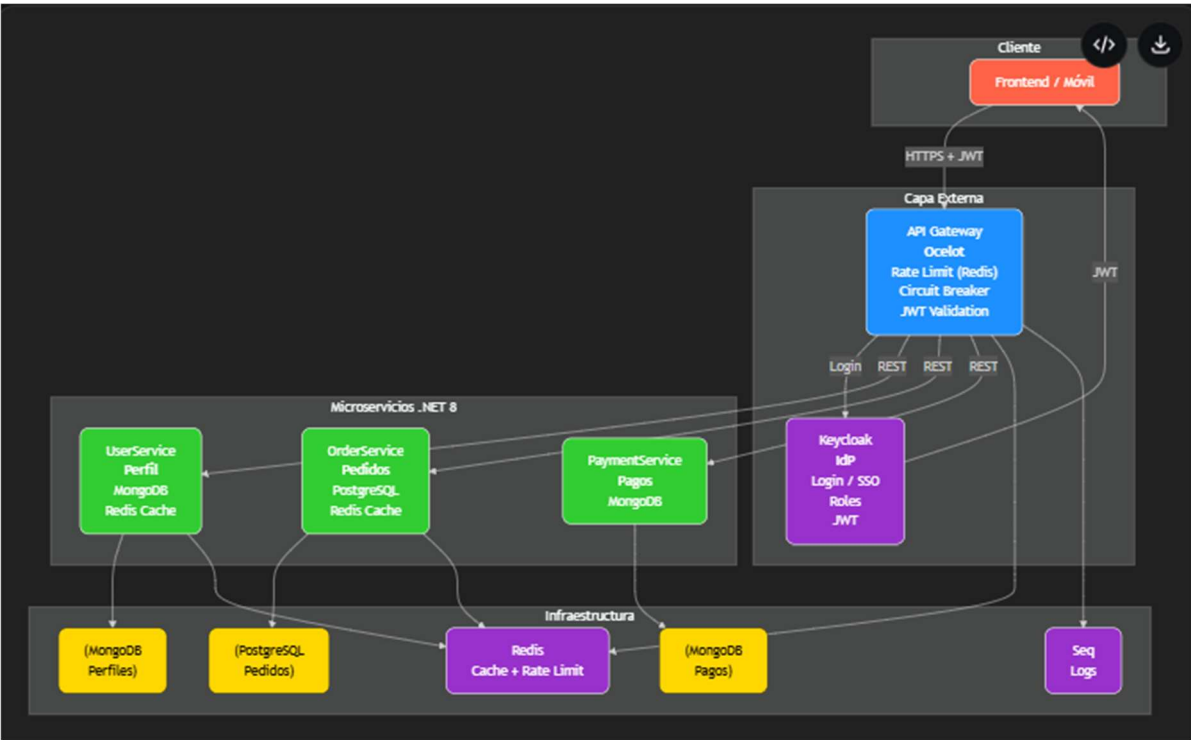 Cliente
</>
Frontend / Móvil
HTTPS + JWT
Capa Externa
API Gateway
Ocelot
Rate Limit (Redis)
Circuit Breaker
JWT Validation
JWT
Login
REST
REST
REST
Microservicios .NET 8
UserService
Perfil
MongoDB
Redis Cache
OrderService
Pedidos
PostgreSQL
Redis Cache
PaymentService
Pagos
MongoDB
Keycloak
IdP
Login / SSO
Roles
JWT
Infraestructura
(MongoDB
Perfiles)
(PostgreSQL
Pedidos)
Redis
Cache + Rate Limit
(MongoDB
Pagos)
Seq
Logs